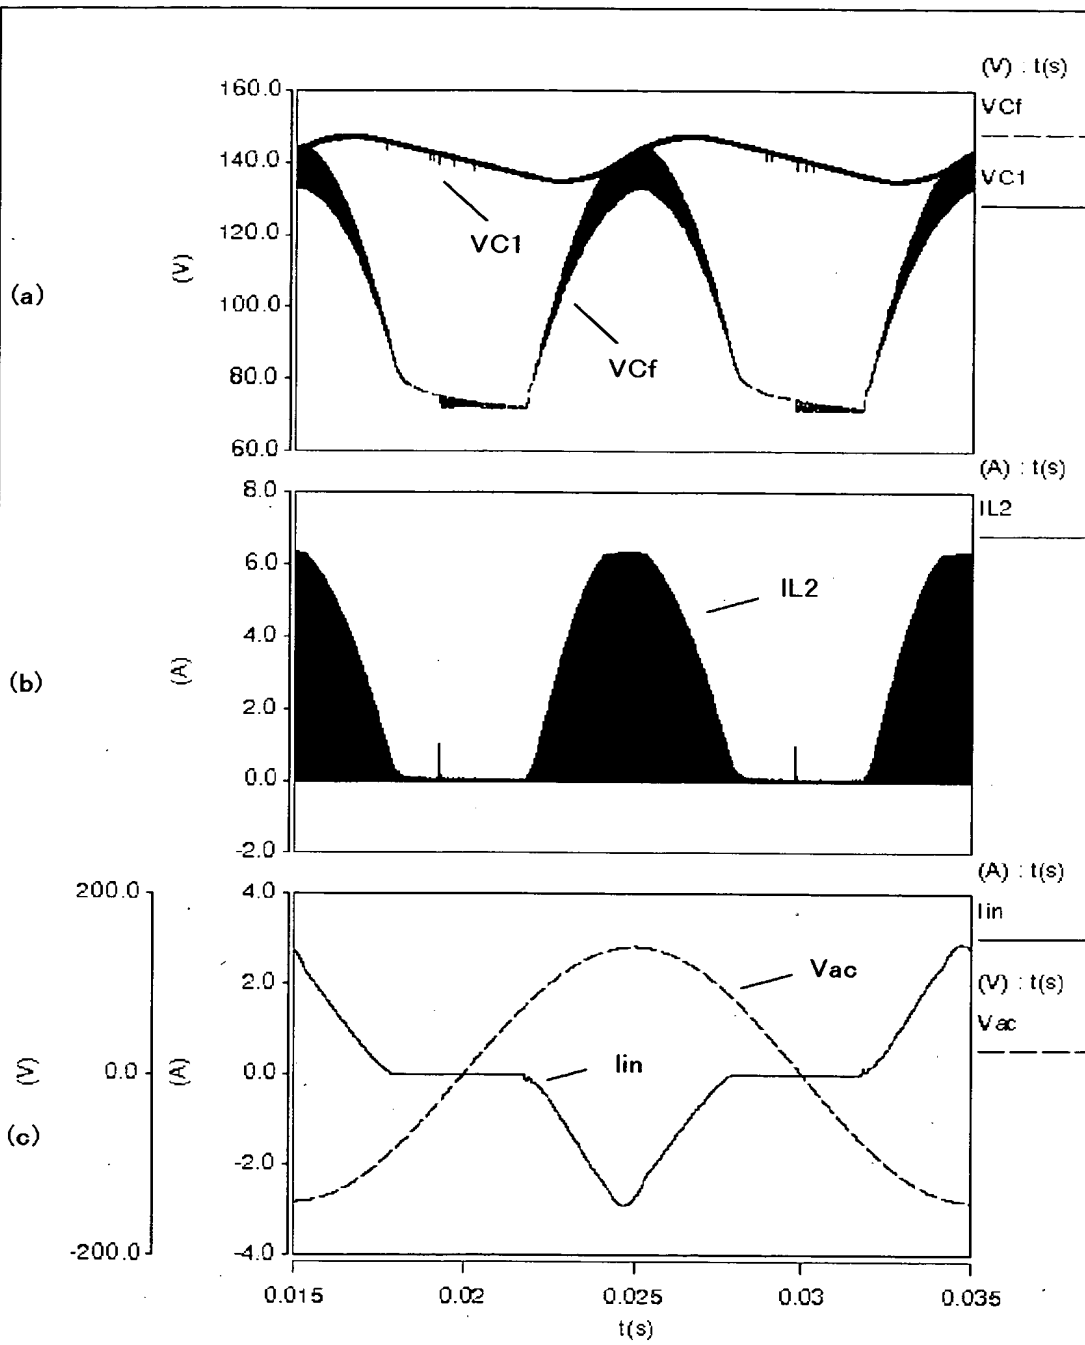 (a)
(V)
160.0
140.0
120.0
100.0
80.0
60.0
VC1
VCf
(V) : t(s)
VCf
VC1
(b)
(A)
8.0
6.0
4.0
2.0
0.0
-2.0
IL2
(A) : t(s)
IL2
(c)
(V)
200.0
0.0
-200.0
(A)
4.0
2.0
0.0
-2.0
-4.0
Vac
Iin
(A) : t(s)
Iin
(V) : t(s)
Vac
0.015
0.02
0.025
0.03
0.035
t(s)